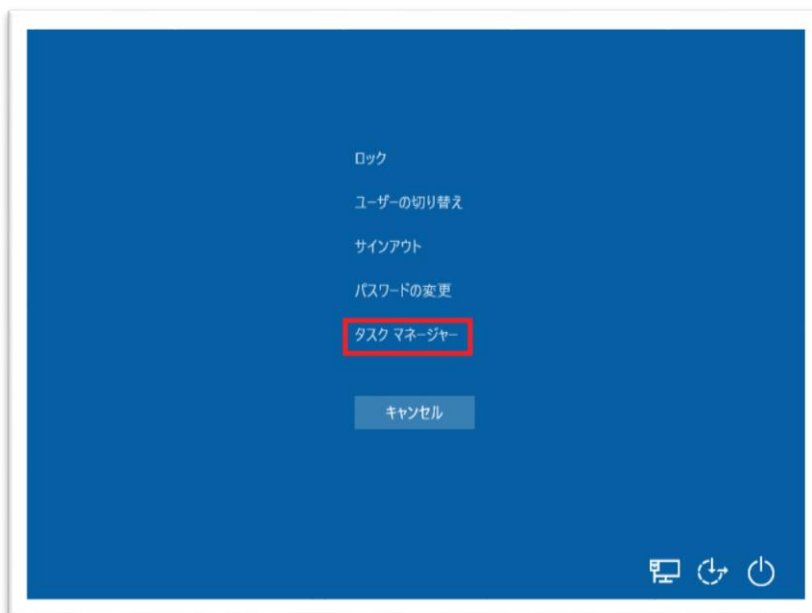 ロック
ユーザーの切り替え
サインアウト
パスワードの変更
タスク マネージャー
キャンセル